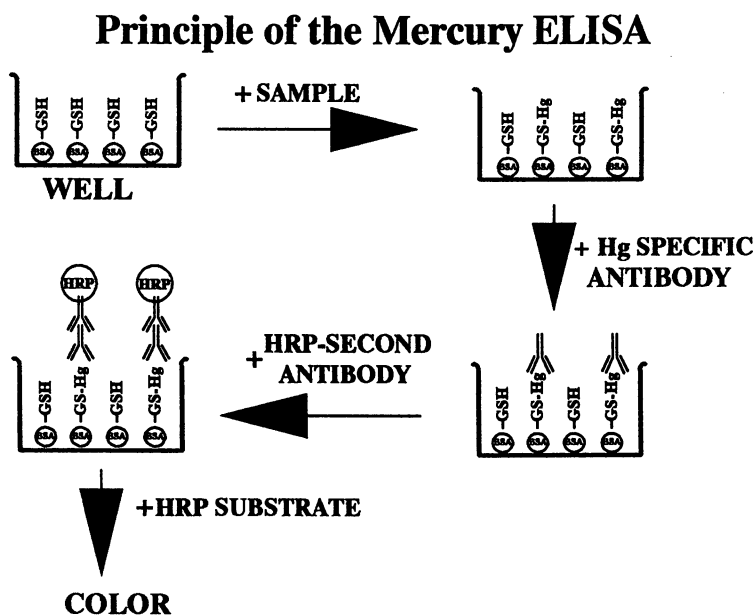 Principle of the Mercury ELISA
-GSH
-GSH
-GSH
-GSH
BSA
BSA
BSA
BSA
WELL
+ SAMPLE
-GSH
-GS-Hg
-GSH
-GS-Hg
BSA
BSA
BSA
BSA
+ Hg SPECIFIC
ANTIBODY
-GSH
-GS-Hg
-GSH
-GS-Hg
BSA
BSA
BSA
BSA
+ HRP-SECOND
ANTIBODY
HRP
HRP
-GSH
-GS-Hg
-GSH
-GS-Hg
BSA
BSA
BSA
BSA
+HRP SUBSTRATE
COLOR